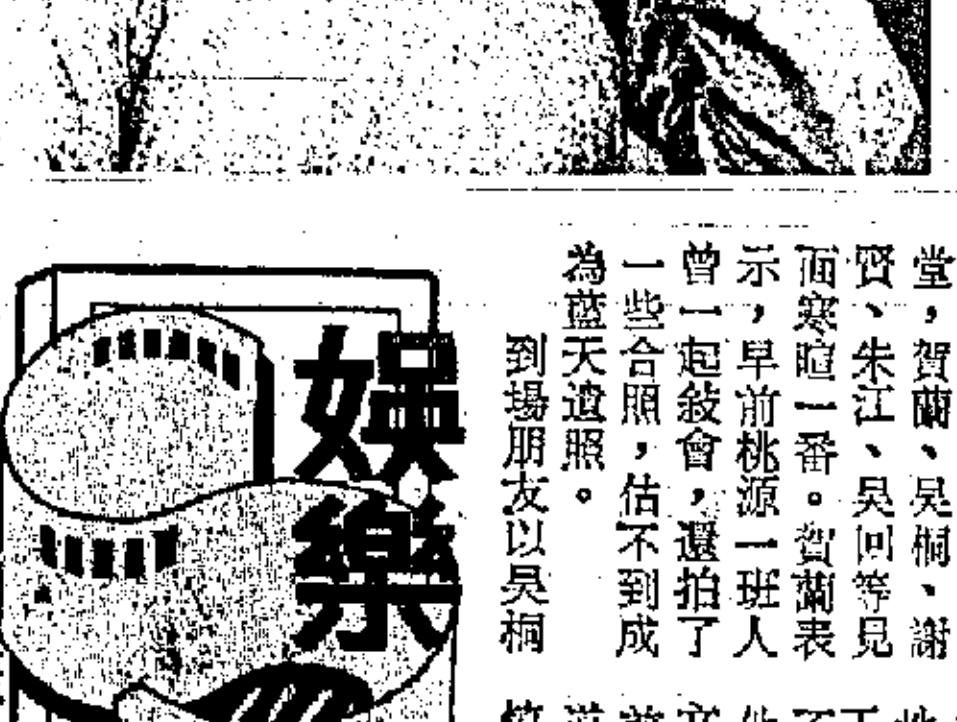 堂，賀蘭、吳桐、謝
賢、朱江、吳回等見
面寒暄一番。賀蘭表
示，早前桃源一班人
曾一起敍會，還拍了
一些合照，估不到成
為藍天遺照。
到場朋友以吳桐
娛樂